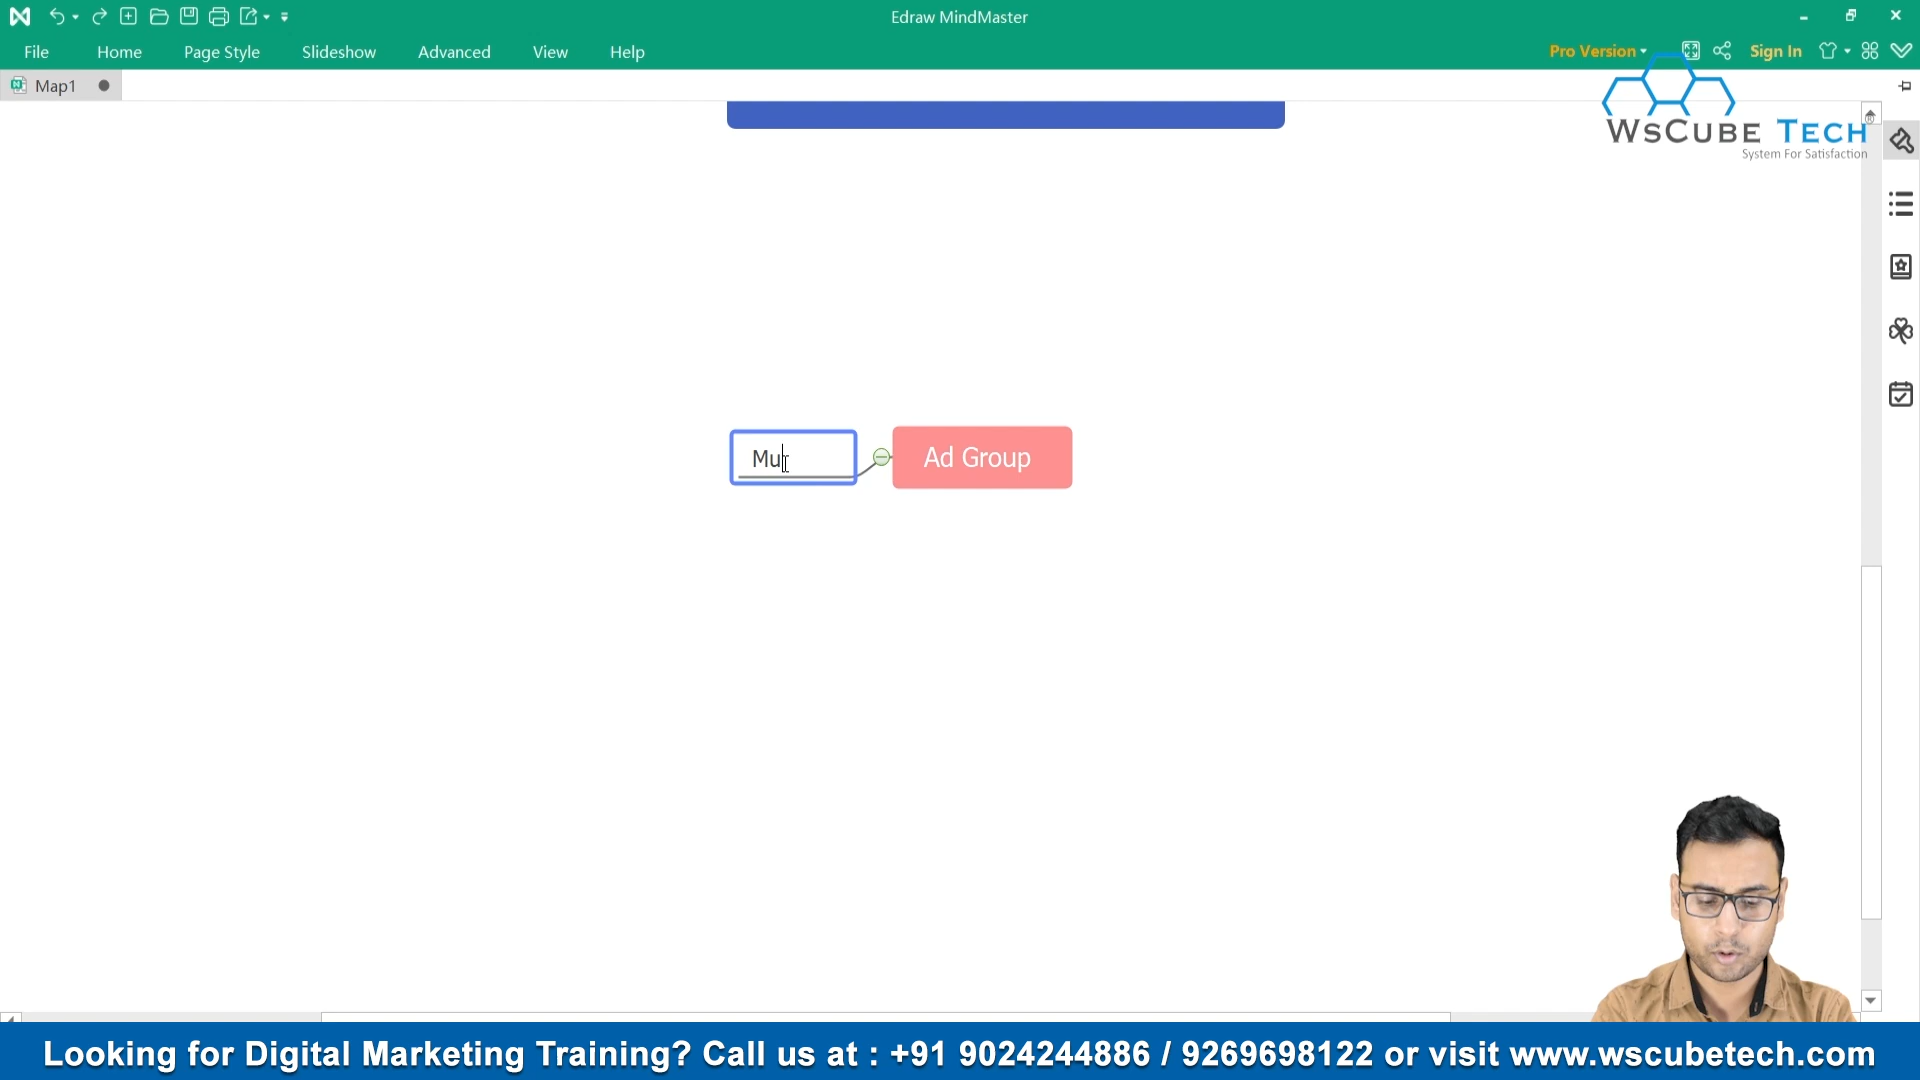 Edraw MindMaster
File Home Page Style Slideshow Advanced View Help
Pro Version Sign In
Map1
WsCube Tech
System For Satisfaction
Mu
Ad Group
Looking for Digital Marketing Training? Call us at : +91 9024244886 / 9269698122 or visit www.wscubetech.com